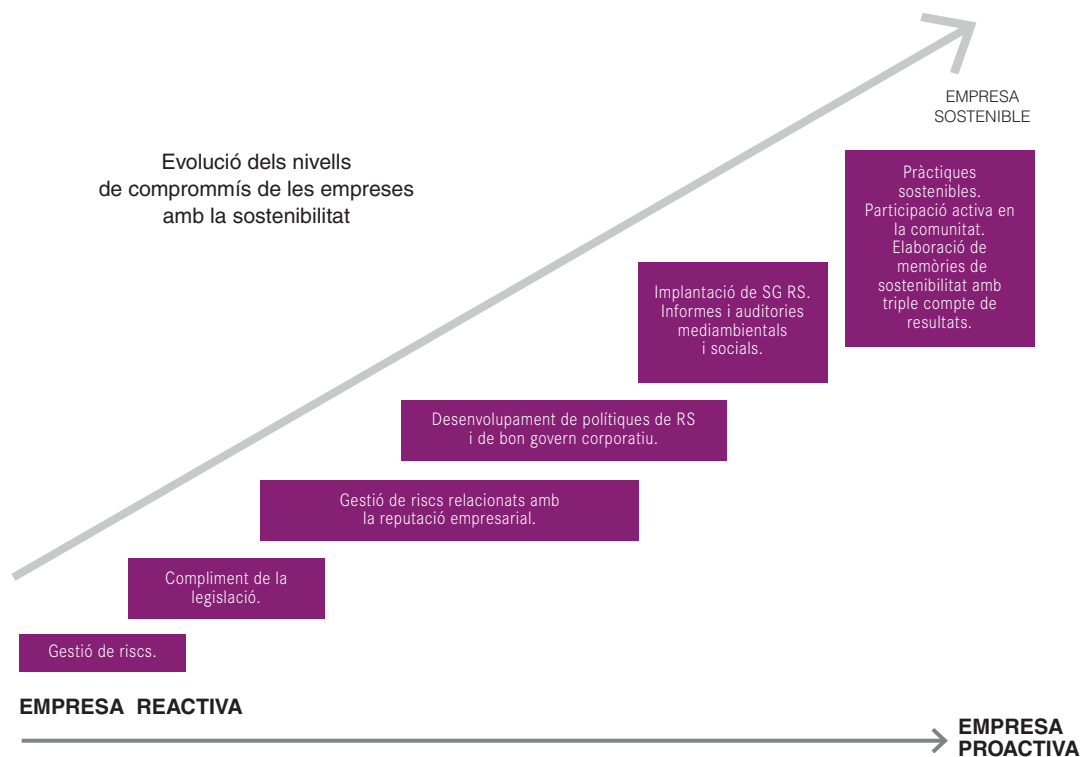 EMPRESA
SOSTENIBLE
Evolució dels nivells
de comprommís de les empreses
amb la sostenibilitat
Pràctiques
sostenibles.
Participació activa en
la comunitat.
Elaboració de
memòries de
sostenibilitat amb
triple compte de
resultats.
Implantació de SG RS.
Informes i auditories
mediambientals
i socials.
Desenvolupament de polítiques de RS
i de bon govern corporatiu.
Gestió de riscs relacionats amb
la reputació empresarial.
Compliment de la
legislació.
Gestió de riscs.
EMPRESA REACTIVA
EMPRESA
PROACTIVA